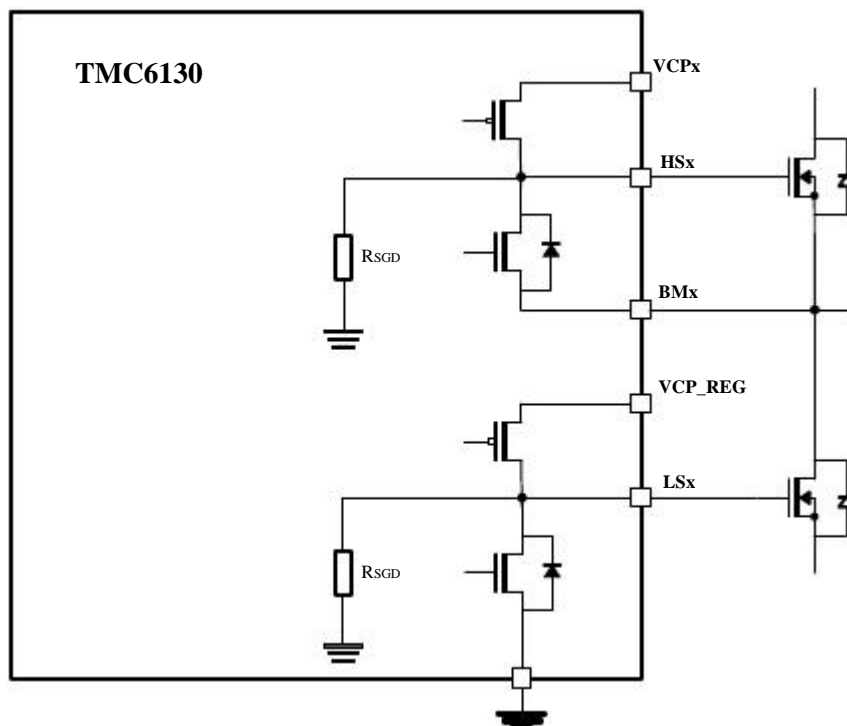 TMC6130
VCPx
HSx
RSGD
BMx
VCP_REG
LSx
RSGD